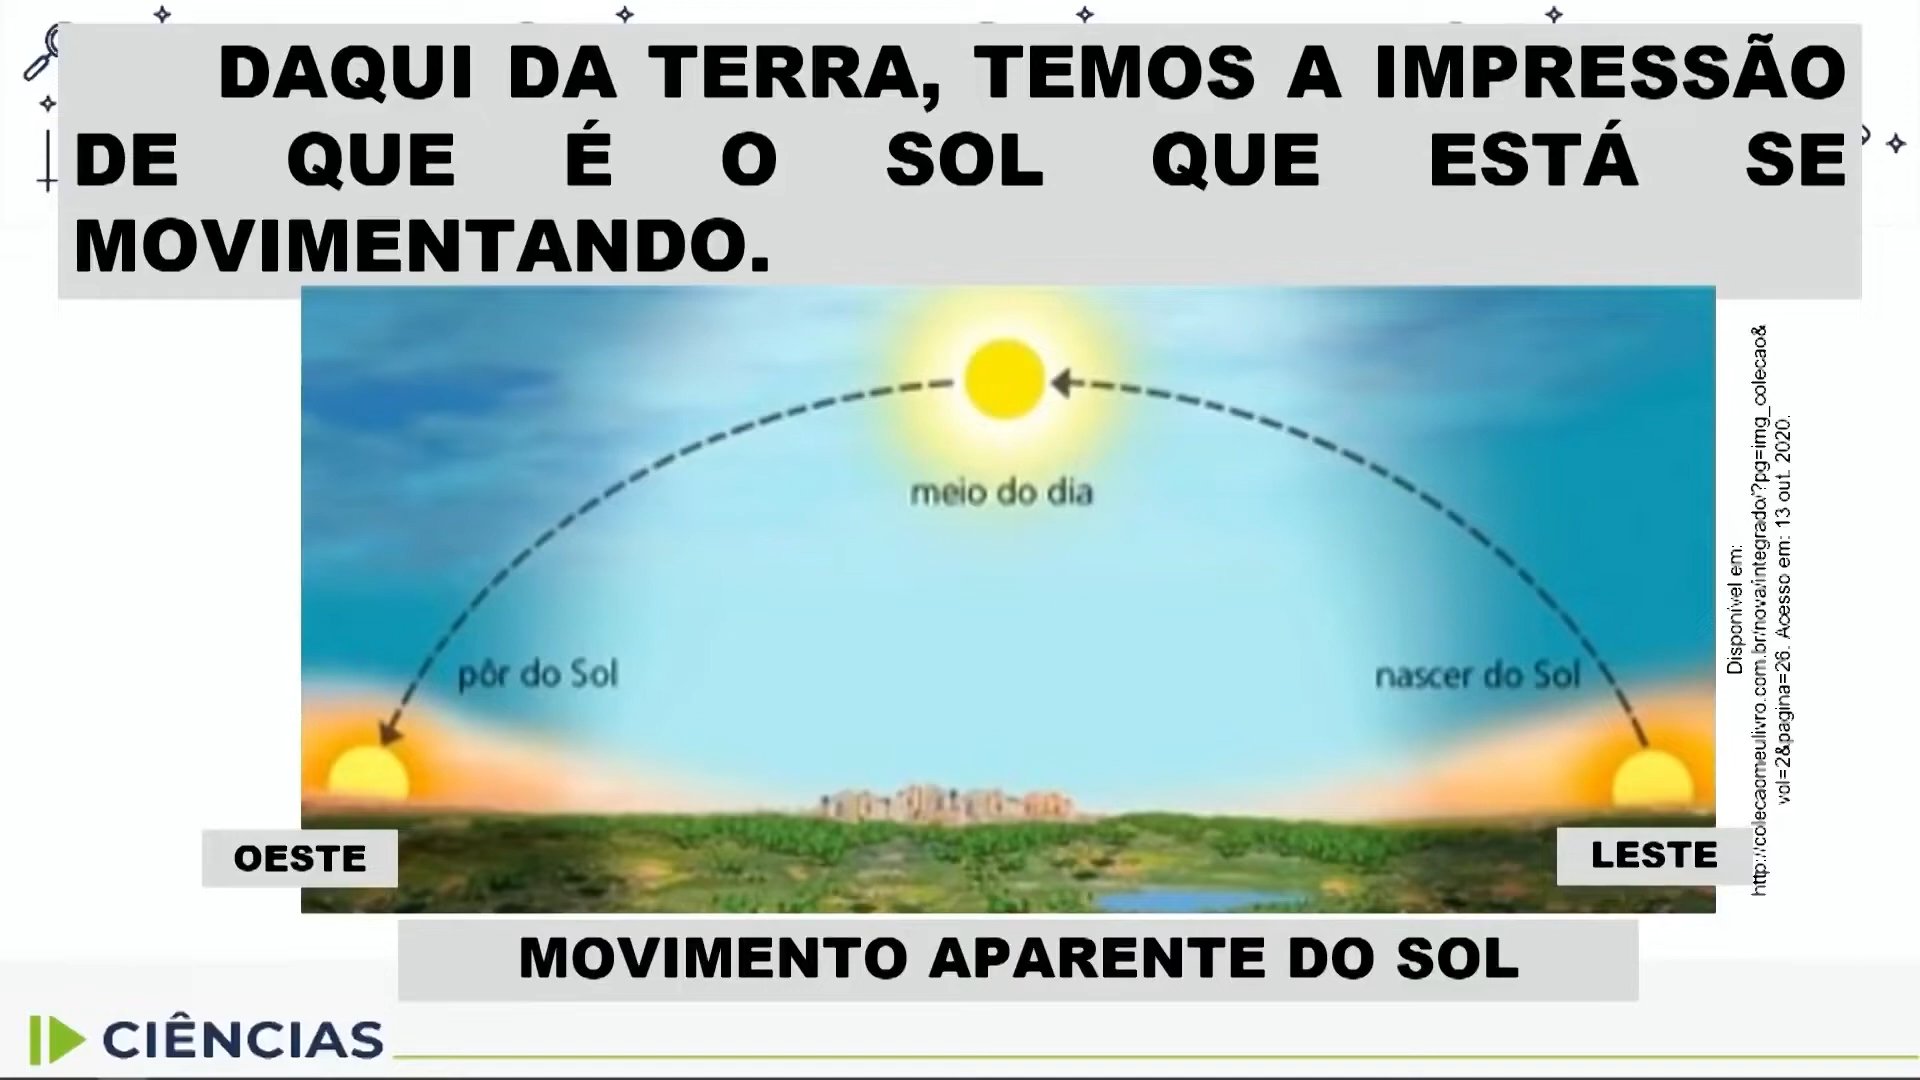 DAQUI DA TERRA, TEMOS A IMPRESSÃO
DE QUE É O SOL QUE ESTÁ SE
MOVIMENTANDO.
meio do dia
pôr do Sol
nascer do Sol
OESTE
LESTE
Disponível em:
http://colecaomeulivro.com.br/nova/integrado/?pg=img_colecao&
vol=2&pagina=26. Acesso em: 13 out. 2020.
MOVIMENTO APARENTE DO SOL
CIÊNCIAS